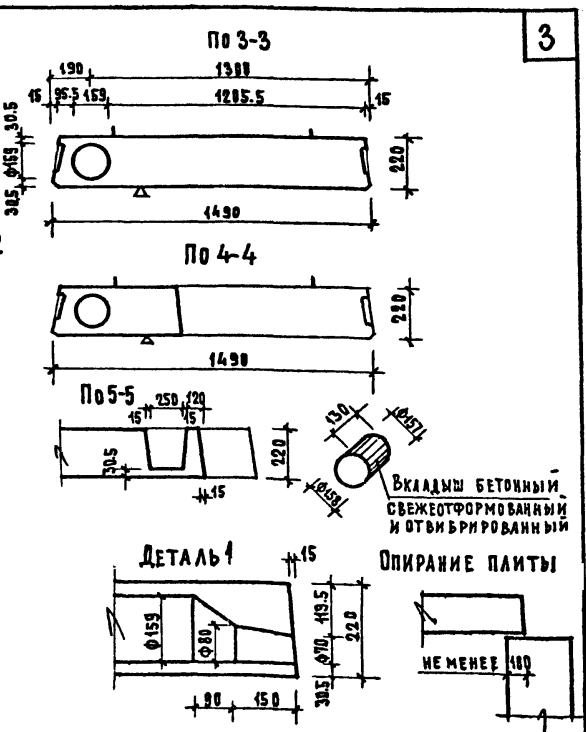 3
По 3-3
190 1300
15 95.5 159 1205.5 15
30.5
ф159
30.5
220
1490
По 4-4
220
1490
По 5-5
250 120
15 15
30.5
220
15
130
ф157
ф158
Вкладыш бетонный
свежеотформованный
и отвибрированный
Деталь 1
15
ф159
ф80
119.5
ф70
30.5
220
90 150
Опирание плиты
не менее 180